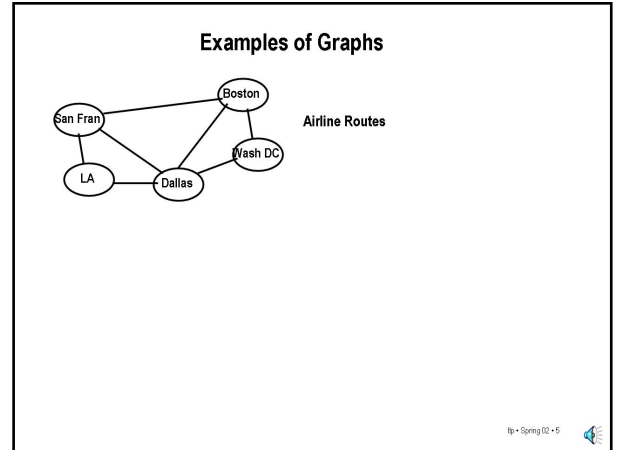 Examples of Graphs
Boston
San Fran
Airline Routes
Wash DC
LA
Dallas
tlp • Spring 02 • 5